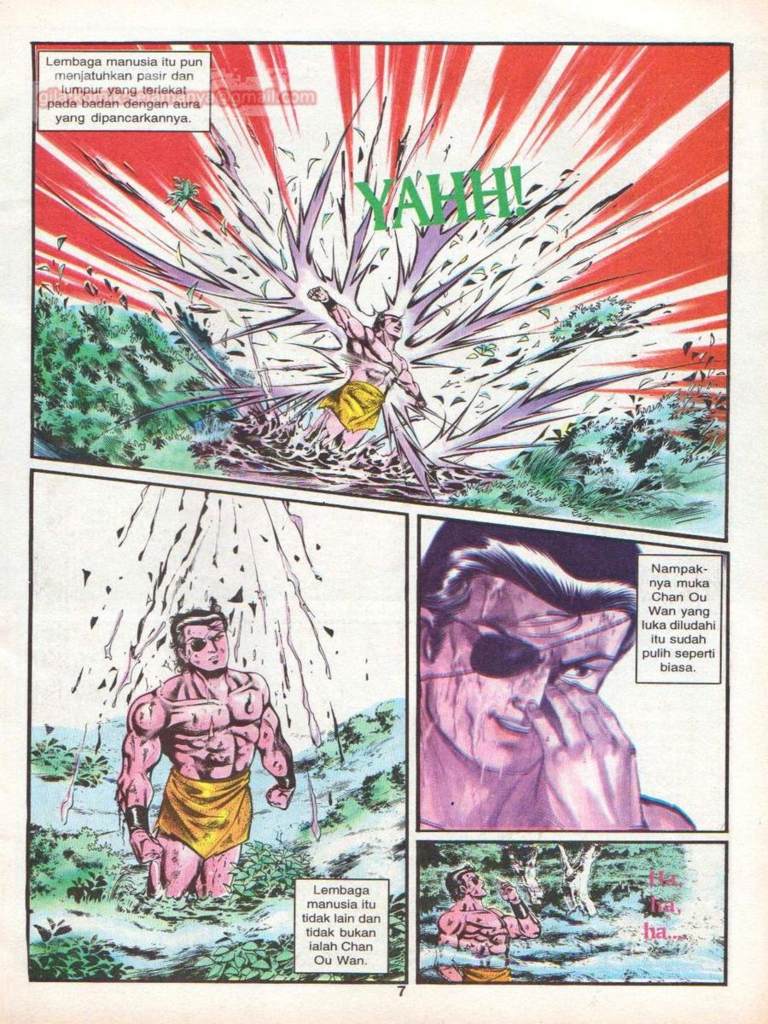 Lembaga manusia itu pun
menjatuhkan pasir dan
lumpur yang terlekat
pada badan dengan aura
yang dipancarkannya.
YAHH!
Nampak-
nya muka
Chan Ou
Wan yang
luka diludahi
itu sudah
pulih seperti
biasa.
Lembaga
manusia itu
tidak lain dan
tidak bukan
ialah Chan
Ou Wan.
Ha,
ha,
ha...
7